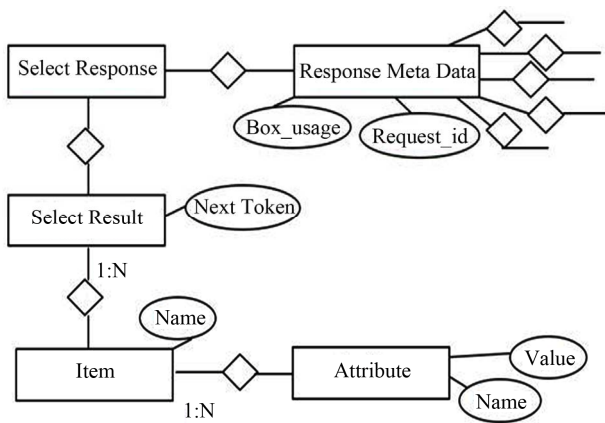 Select Response
Response Meta Data
Box_usage
Request_id
Select Result
Next Token
1:N
Name
Item
Attribute
Value
1:N
Name